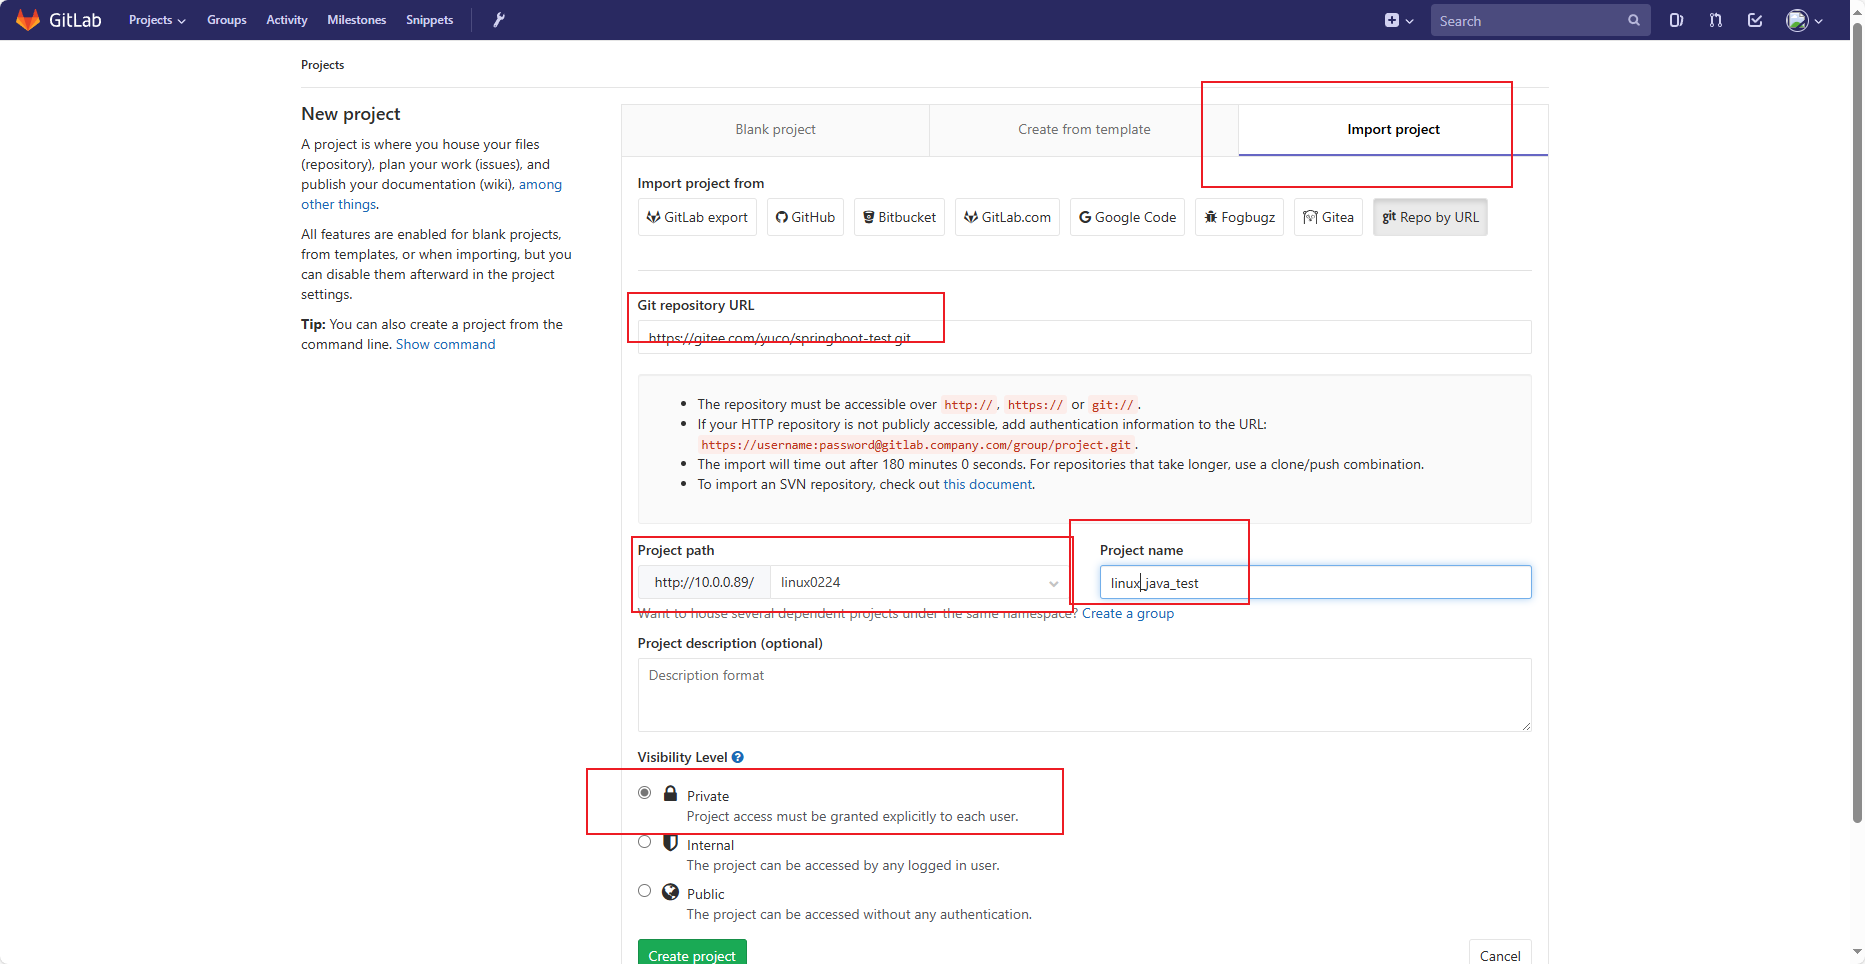 GitLab Projects Groups Activity Milestones Snippets Search
Projects
New project
A project is where you house your files
(repository), plan your work (issues), and
publish your documentation (wiki), among
other things.
All features are enabled for blank projects,
from templates, or when importing, but you
can disable them afterward in the project
settings.
Tip: You can also create a project from the
command line. Show command
Blank project Create from template Import project
Import project from
GitLab export GitHub Bitbucket GitLab.com Google Code Fogbugz Gitea git Repo by URL
Git repository URL
https://gitee.com/yuco/springboot-test.git
The repository must be accessible over http://, https:// or git://.
If your HTTP repository is not publicly accessible, add authentication information to the URL:
https://username:password@gitlab.company.com/group/project.git.
The import will time out after 180 minutes 0 seconds. For repositories that take longer, use a clone/push combination.
To import an SVN repository, check out this document.
Project path Project name
http://10.0.0.89/ linux0224 linux_java_test
Want to house several dependent projects under the same namespace? Create a group
Project description (optional)
Description format
Visibility Level
Private
Project access must be granted explicitly to each user.
Internal
The project can be accessed by any logged in user.
Public
The project can be accessed without any authentication.
Create project Cancel